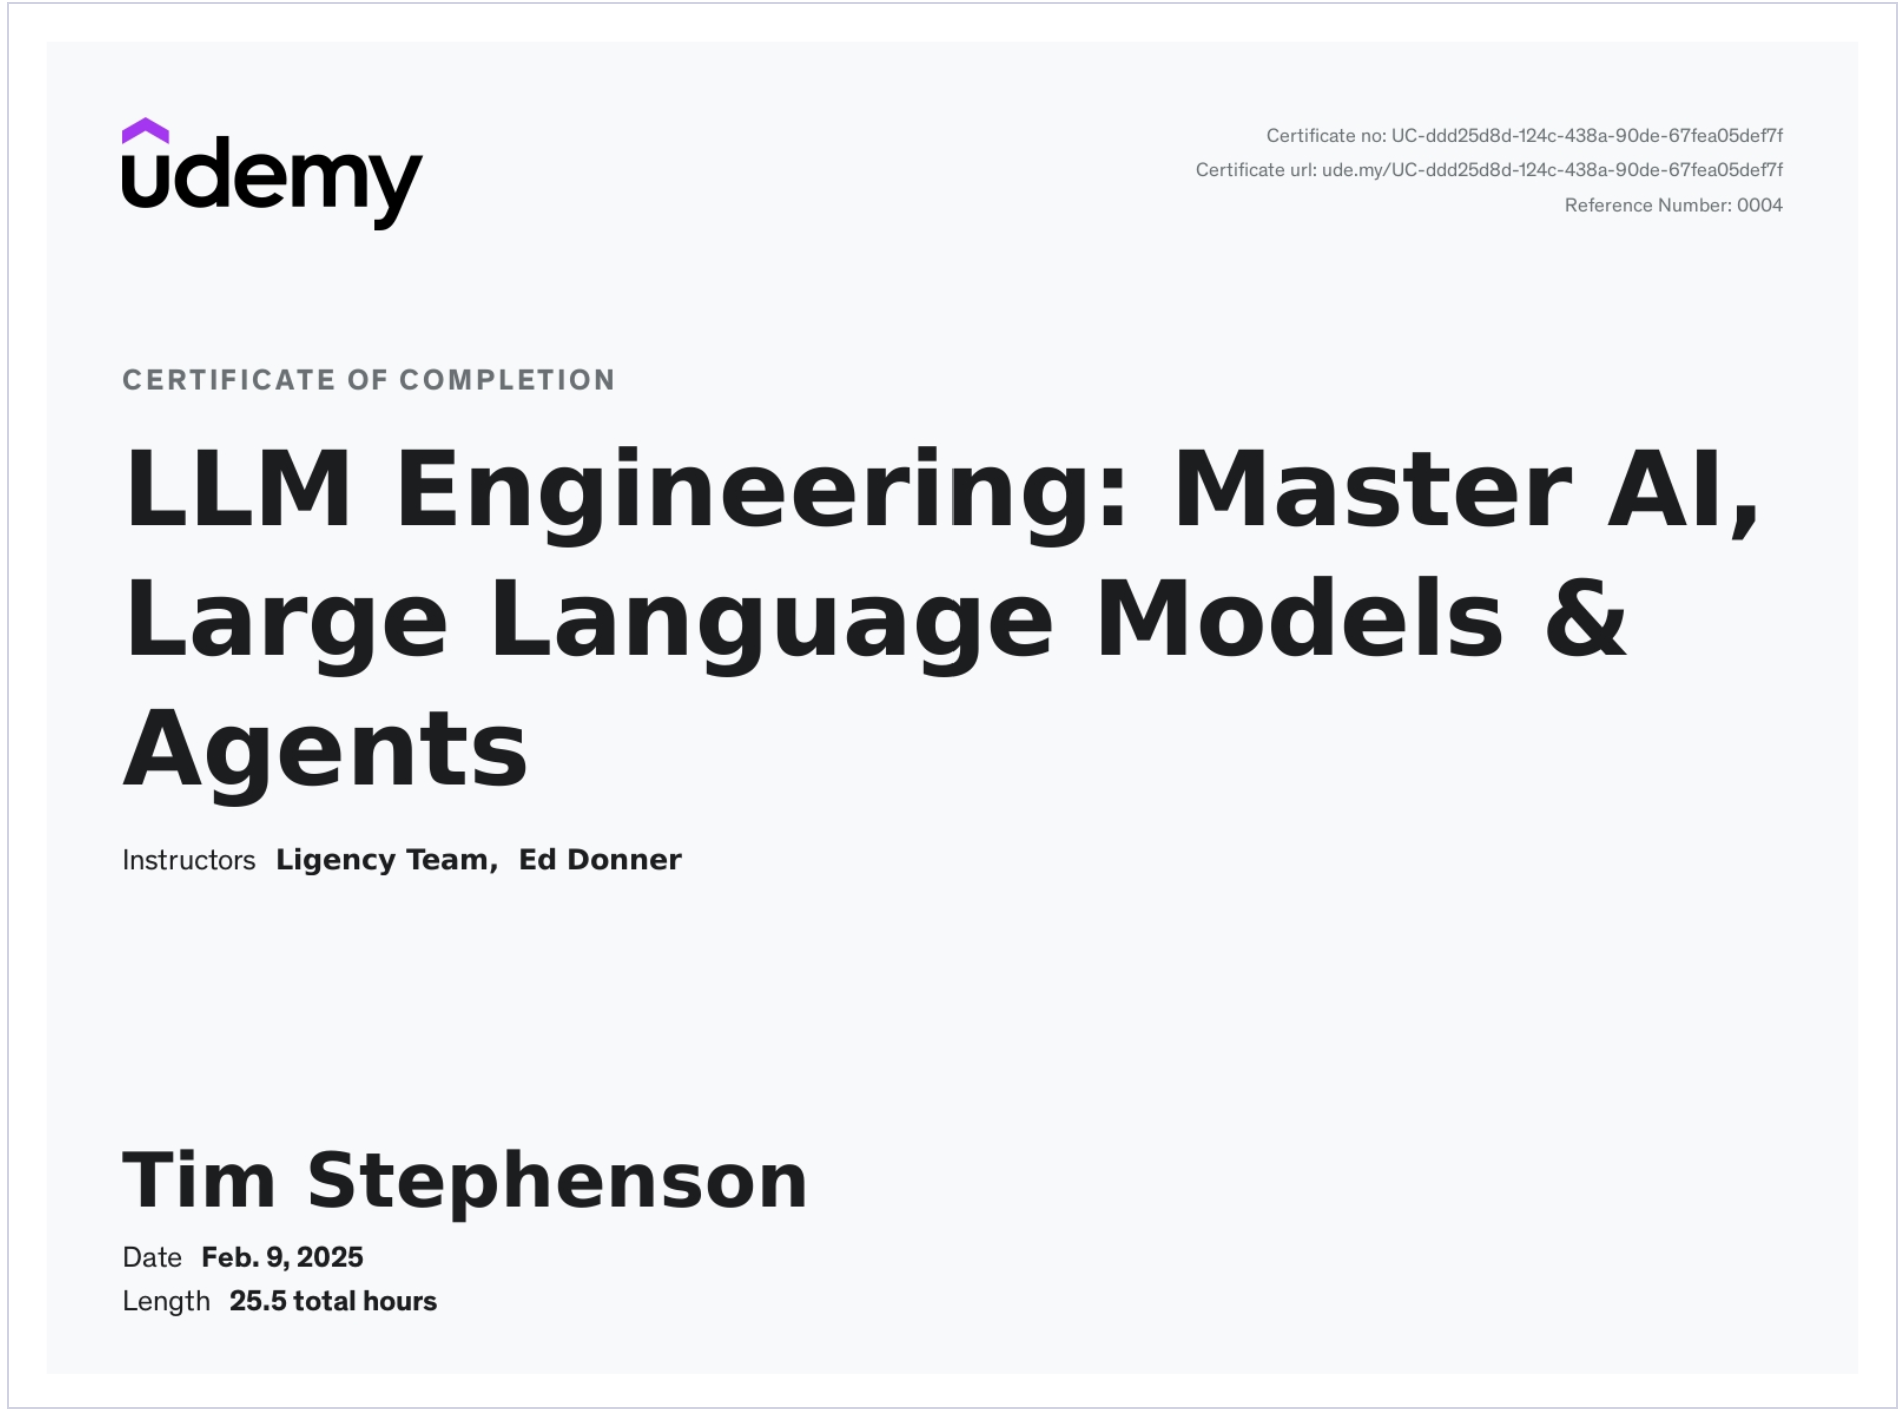 udemy
Certificate no: UC-ddd25d8d-124c-438a-90de-67fea05def7f
Certificate url: ude.my/UC-ddd25d8d-124c-438a-90de-67fea05def7f
Reference Number: 0004
CERTIFICATE OF COMPLETION
LLM Engineering: Master AI,
Large Language Models &
Agents
Instructors Ligency Team, Ed Donner
Tim Stephenson
Date Feb. 9, 2025
Length 25.5 total hours